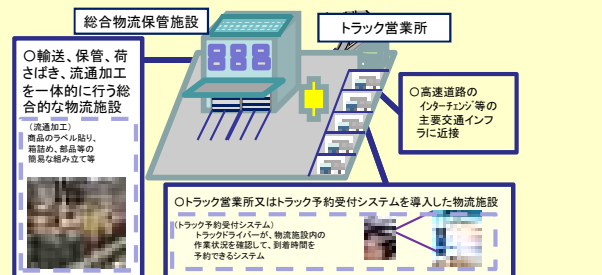 総合物流保管施設
トラック営業所
〇輸送、保管、荷
さばき、流通加工
を一体的に行う総
合的な物流施設
(流通加工)
商品のラベル貼り、
箱詰め、部品等の
簡易な組み立て等
888
〇高速道路の
インターチェンジ等の
主要交通インフ
ラに近接
〇トラック営業所又はトラック予約受付システムを導入した物流施設
(トラック予約受付システム)
トラックドライバーが、物流施設内の
作業状況を確認して、到着時間を
予約できるシステム